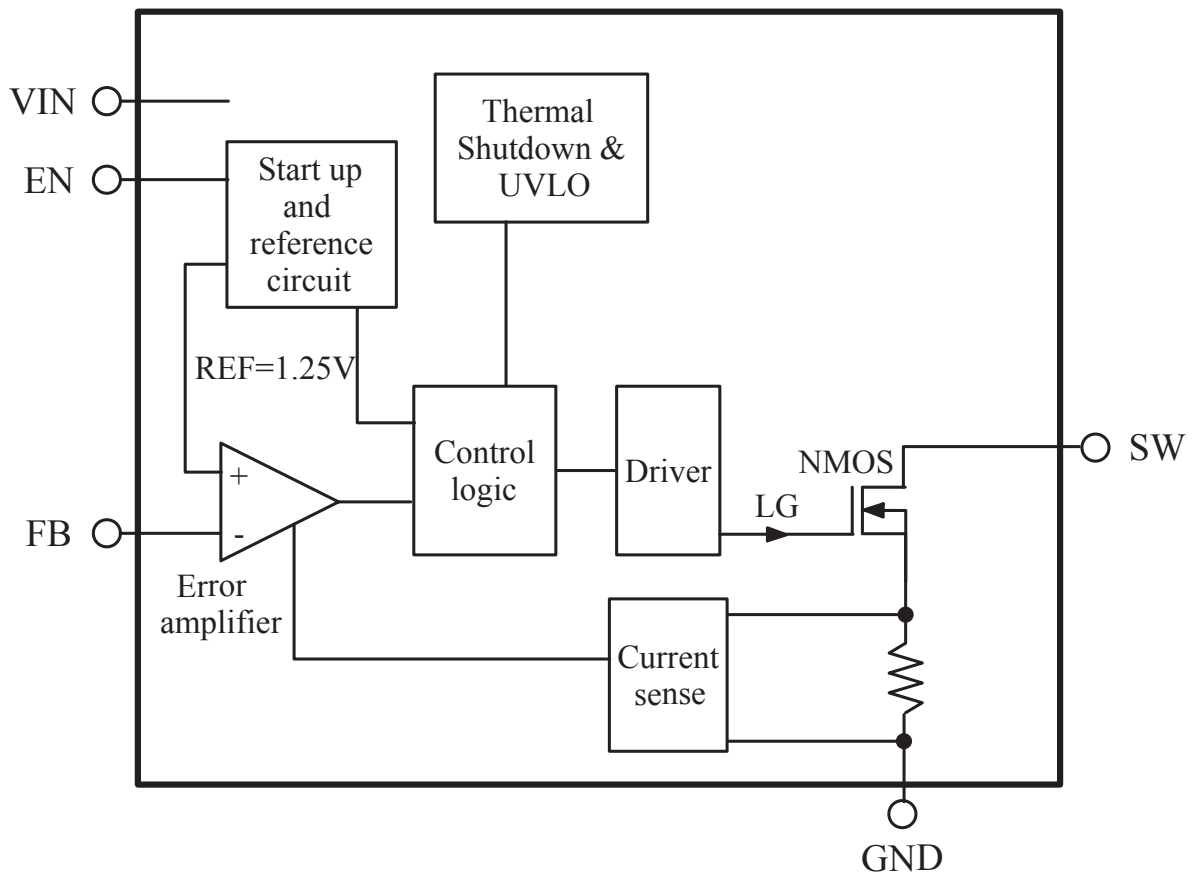 VIN
EN
Start up
and
reference
circuit
Thermal
Shutdown &
UVLO
REF=1.25V
+
-
FB
Error
amplifier
Control
logic
Driver
LG
NMOS
SW
Current
sense
GND